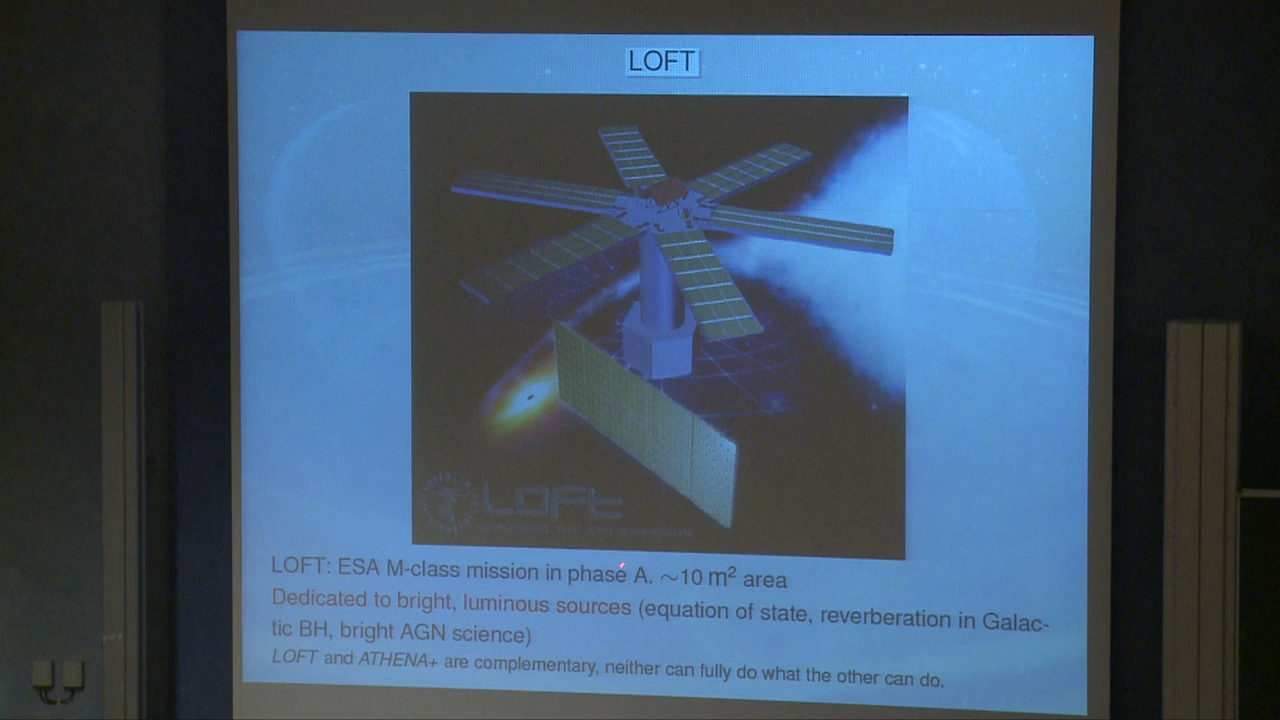 LOFT
LOFT
LOFT: ESA M-class mission in phase A. ~10 m² area
Dedicated to bright, luminous sources (equation of state, reverberation in Galac-
tic BH, bright AGN science)
LOFT and ATHENA+ are complementary, neither can fully do what the other can do.